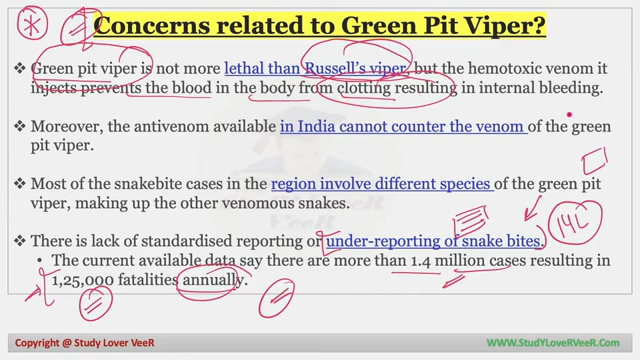 Concerns related to Green Pit Viper?
❖ Green pit viper is not more lethal than Russell's viper, but the hemotoxic venom it
injects prevents the blood in the body from clotting resulting in internal bleeding.
❖ Moreover, the antivenom available in India cannot counter the venom of the green
pit viper.
❖ Most of the snakebite cases in the region involve different species of the green pit
viper, making up the other venomous snakes.
❖ There is lack of standardised reporting or under-reporting of snake bites.
14L
• The current available data say there are more than 1.4 million cases resulting in
1,25,000 fatalities annually.
Copyright @ Study Lover VeeR
WWW.StudyLoveRVeeR.Com